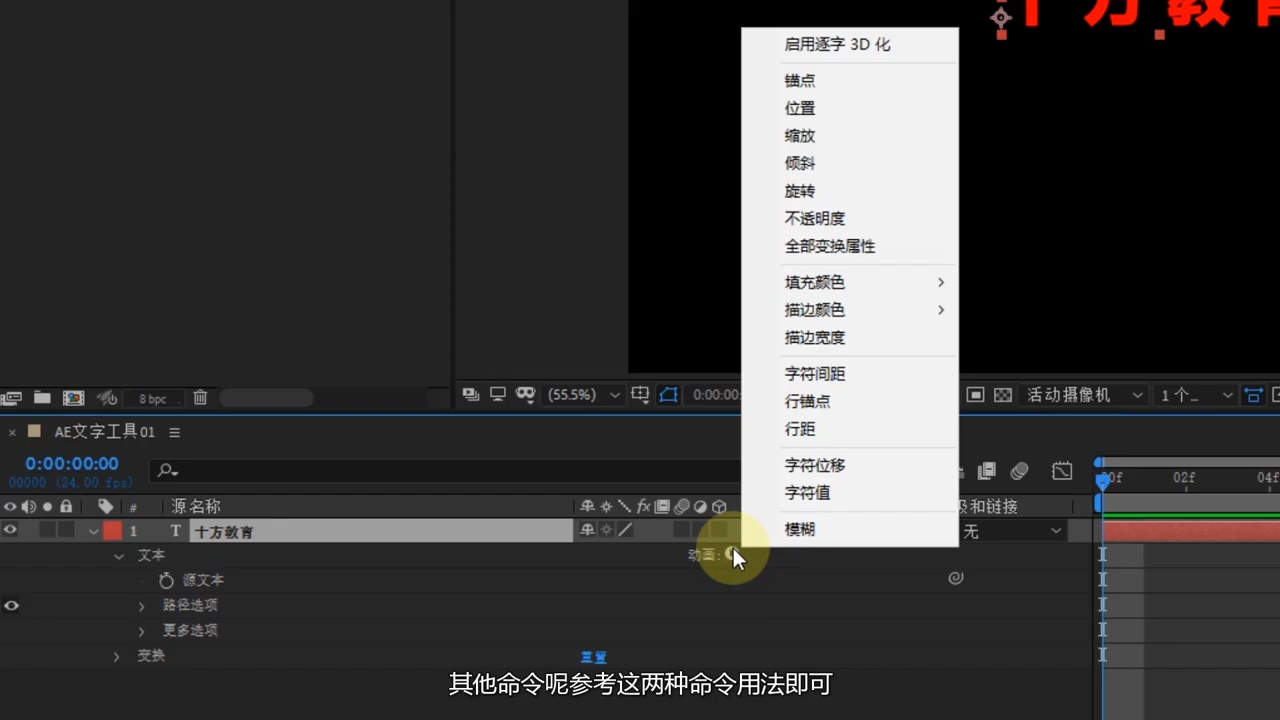 十方教育
启用逐字 3D 化
锚点
位置
缩放
倾斜
旋转
不透明度
全部变换属性
填充颜色
描边颜色
描边宽度
字符间距
行锚点
行距
字符位移
字符值
模糊
8 bpc
(55.5%)
0:00:00
活动摄像机
1 个
AE文字工具01
0:00:00:00
00000 (24.00 fps)
02f
04f
#
源名称
fx
和链接
1
T
十方教育
无
文本
动画:
源文本
路径选项
更多选项
变换
重置
其他命令呢参考这两种命令用法即可